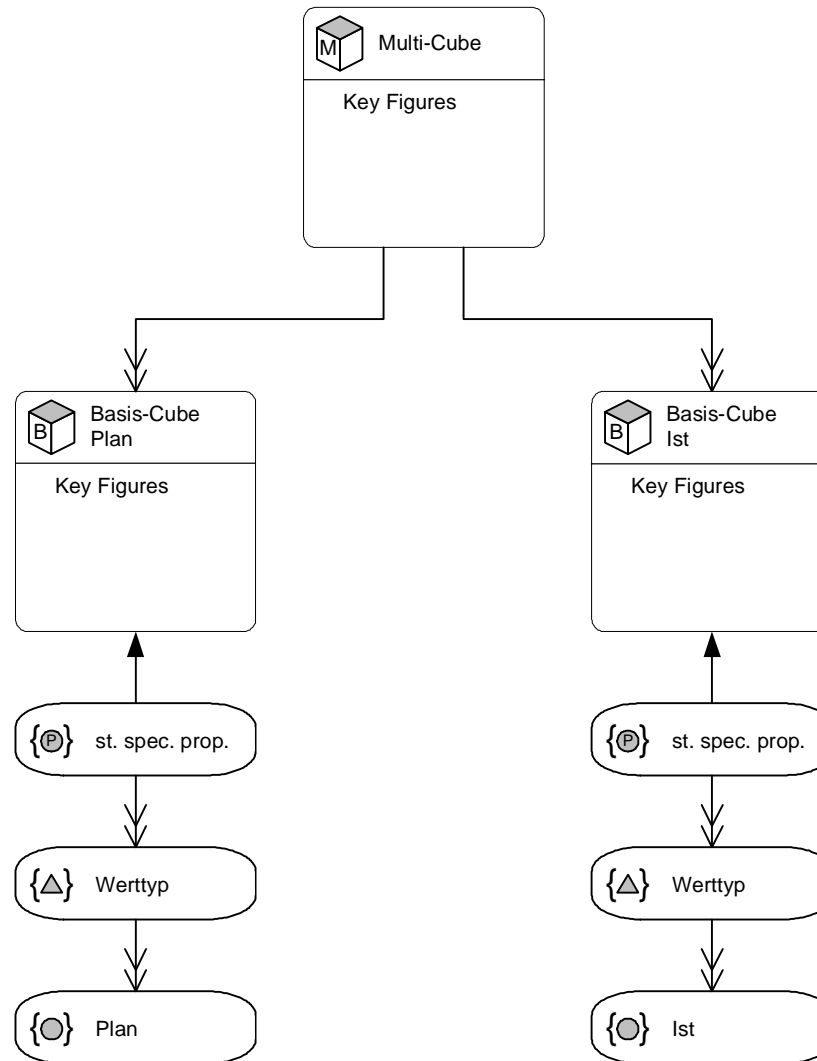 M Multi-Cube
Key Figures
B Basis-Cube
Plan
Key Figures
B Basis-Cube
Ist
Key Figures
{P} st. spec. prop.
{P} st. spec. prop.
{} Werttyp
{} Werttyp
{} Plan
{} Ist